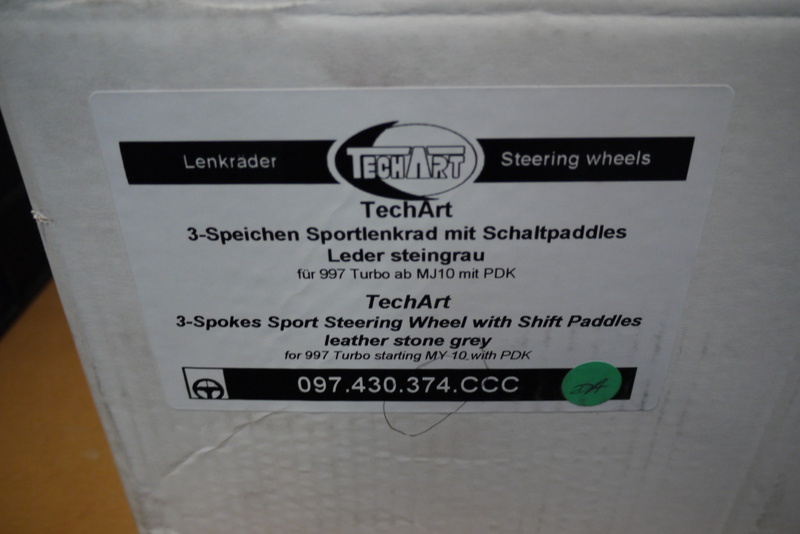 Lenkräder
TECHART
Steering wheels
TechArt
3-Speichen Sportlenkrad mit Schaltpaddles
Leder steingrau
für 997 Turbo ab MJ10 mit PDK
TechArt
3-Spokes Sport Steering Wheel with Shift Paddles
leather stone grey
for 997 Turbo starting MY 10 with PDK
097.430.374.CCC